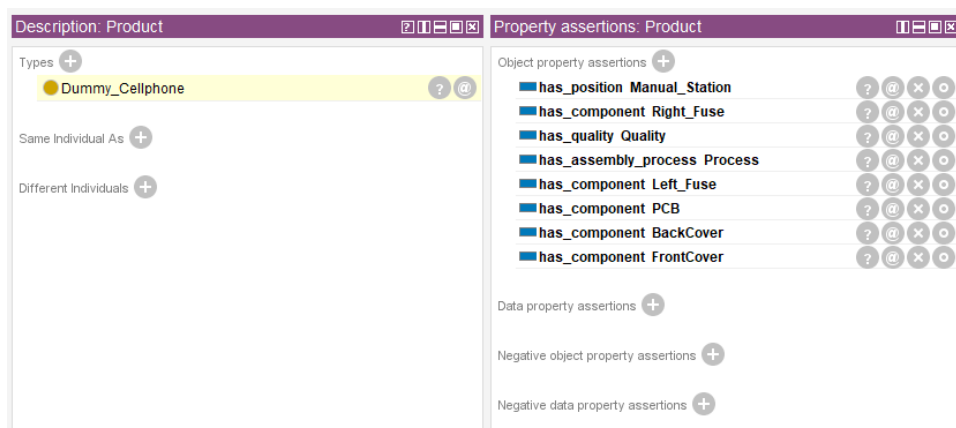 Description: Product
Types
Dummy_Cellphone
Same Individual As
Different Individuals
Property assertions: Product
Object property assertions
has_position Manual_Station
has_component Right_Fuse
has_quality Quality
has_assembly_process Process
has_component Left_Fuse
has_component PCB
has_component BackCover
has_component FrontCover
Data property assertions
Negative object property assertions
Negative data property assertions